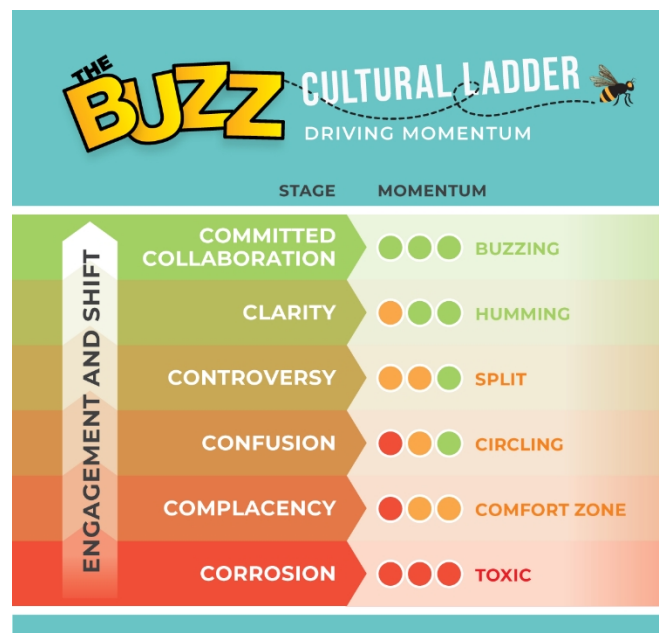 THE
BUZZ
CULTURAL LADDER
DRIVING MOMENTUM
STAGE MOMENTUM
ENGAGEMENT AND SHIFT
COMMITTED
COLLABORATION
BUZZING
CLARITY HUMMING
CONTROVERSY SPLIT
CONFUSION CIRCLING
COMPLACENCY COMFORT ZONE
CORROSION TOXIC